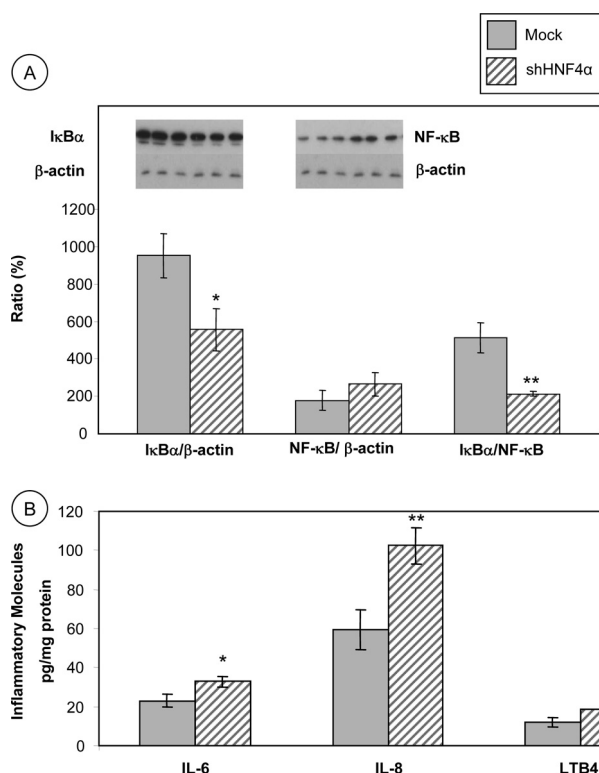 Mock
shHNF4α
A
IκBα
NF-κB
β-actin
β-actin
1200
1000
800
600
400
200
0
Ratio (%)
*
**
IκBα/β-actin
NF-κB/ β-actin
IκBα/NF-κB
B
120
100
80
60
40
20
0
Inflammatory Molecules
pg/mg protein
*
**
IL-6
IL-8
LTB4